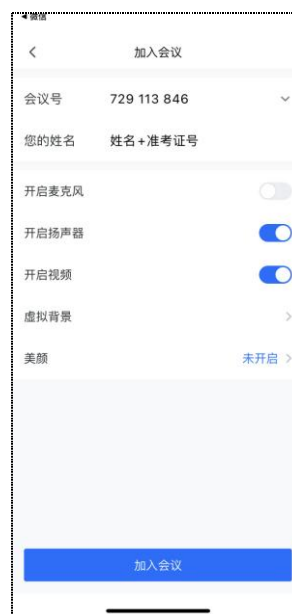 微信
加入会议
会议号 729 113 846
您的姓名 姓名+准考证号
开启麦克风
开启扬声器
开启视频
虚拟背景
美颜 未开启
加入会议